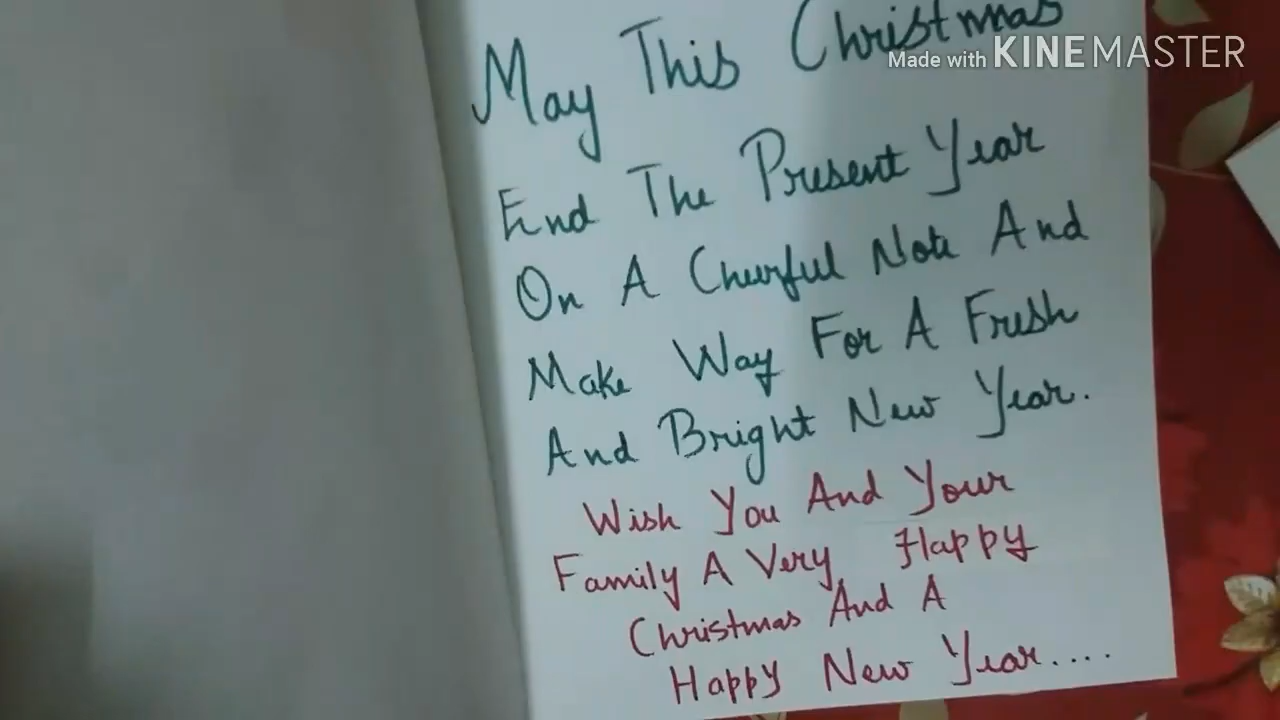 May This Christmas
Made with KINEMASTER
End The Present Year
On A Cheerful Note And
Make Way For A Fresh
And Bright New Year.
Wish You And Your
Family A Very Happy
Christmas And A
Happy New Year....